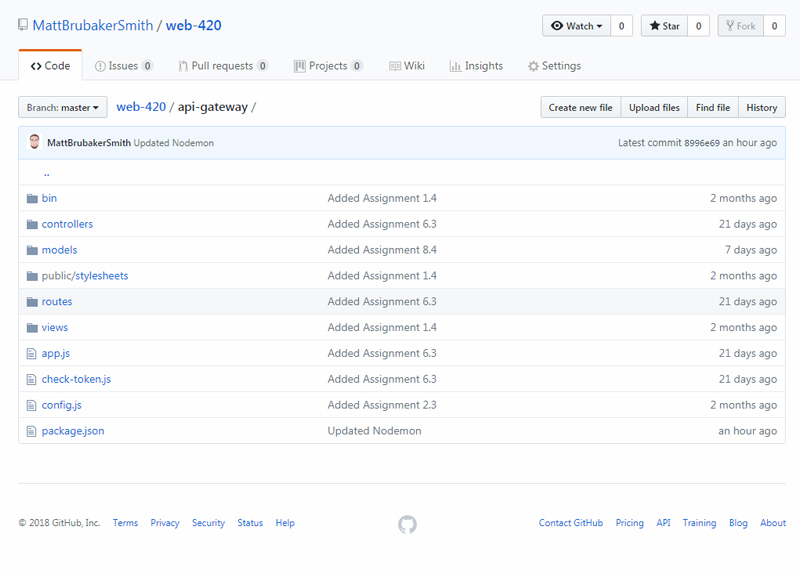 MattBrubakerSmith / web-420
Watch 0 Star 0 Fork 0
Code Issues 0 Pull requests 0 Projects 0 Wiki Insights Settings
Branch: master web-420 / api-gateway / Create new file Upload files Find file History
MattBrubakerSmith Updated Nodemon Latest commit 8996e69 an hour ago
..
bin Added Assignment 1.4 2 months ago
controllers Added Assignment 6.3 21 days ago
models Added Assignment 8.4 7 days ago
public/stylesheets Added Assignment 1.4 2 months ago
routes Added Assignment 6.3 21 days ago
views Added Assignment 1.4 2 months ago
app.js Added Assignment 6.3 21 days ago
check-token.js Added Assignment 6.3 21 days ago
config.js Added Assignment 2.3 2 months ago
package.json Updated Nodemon an hour ago
© 2018 GitHub, Inc. Terms Privacy Security Status Help Contact GitHub Pricing API Training Blog About